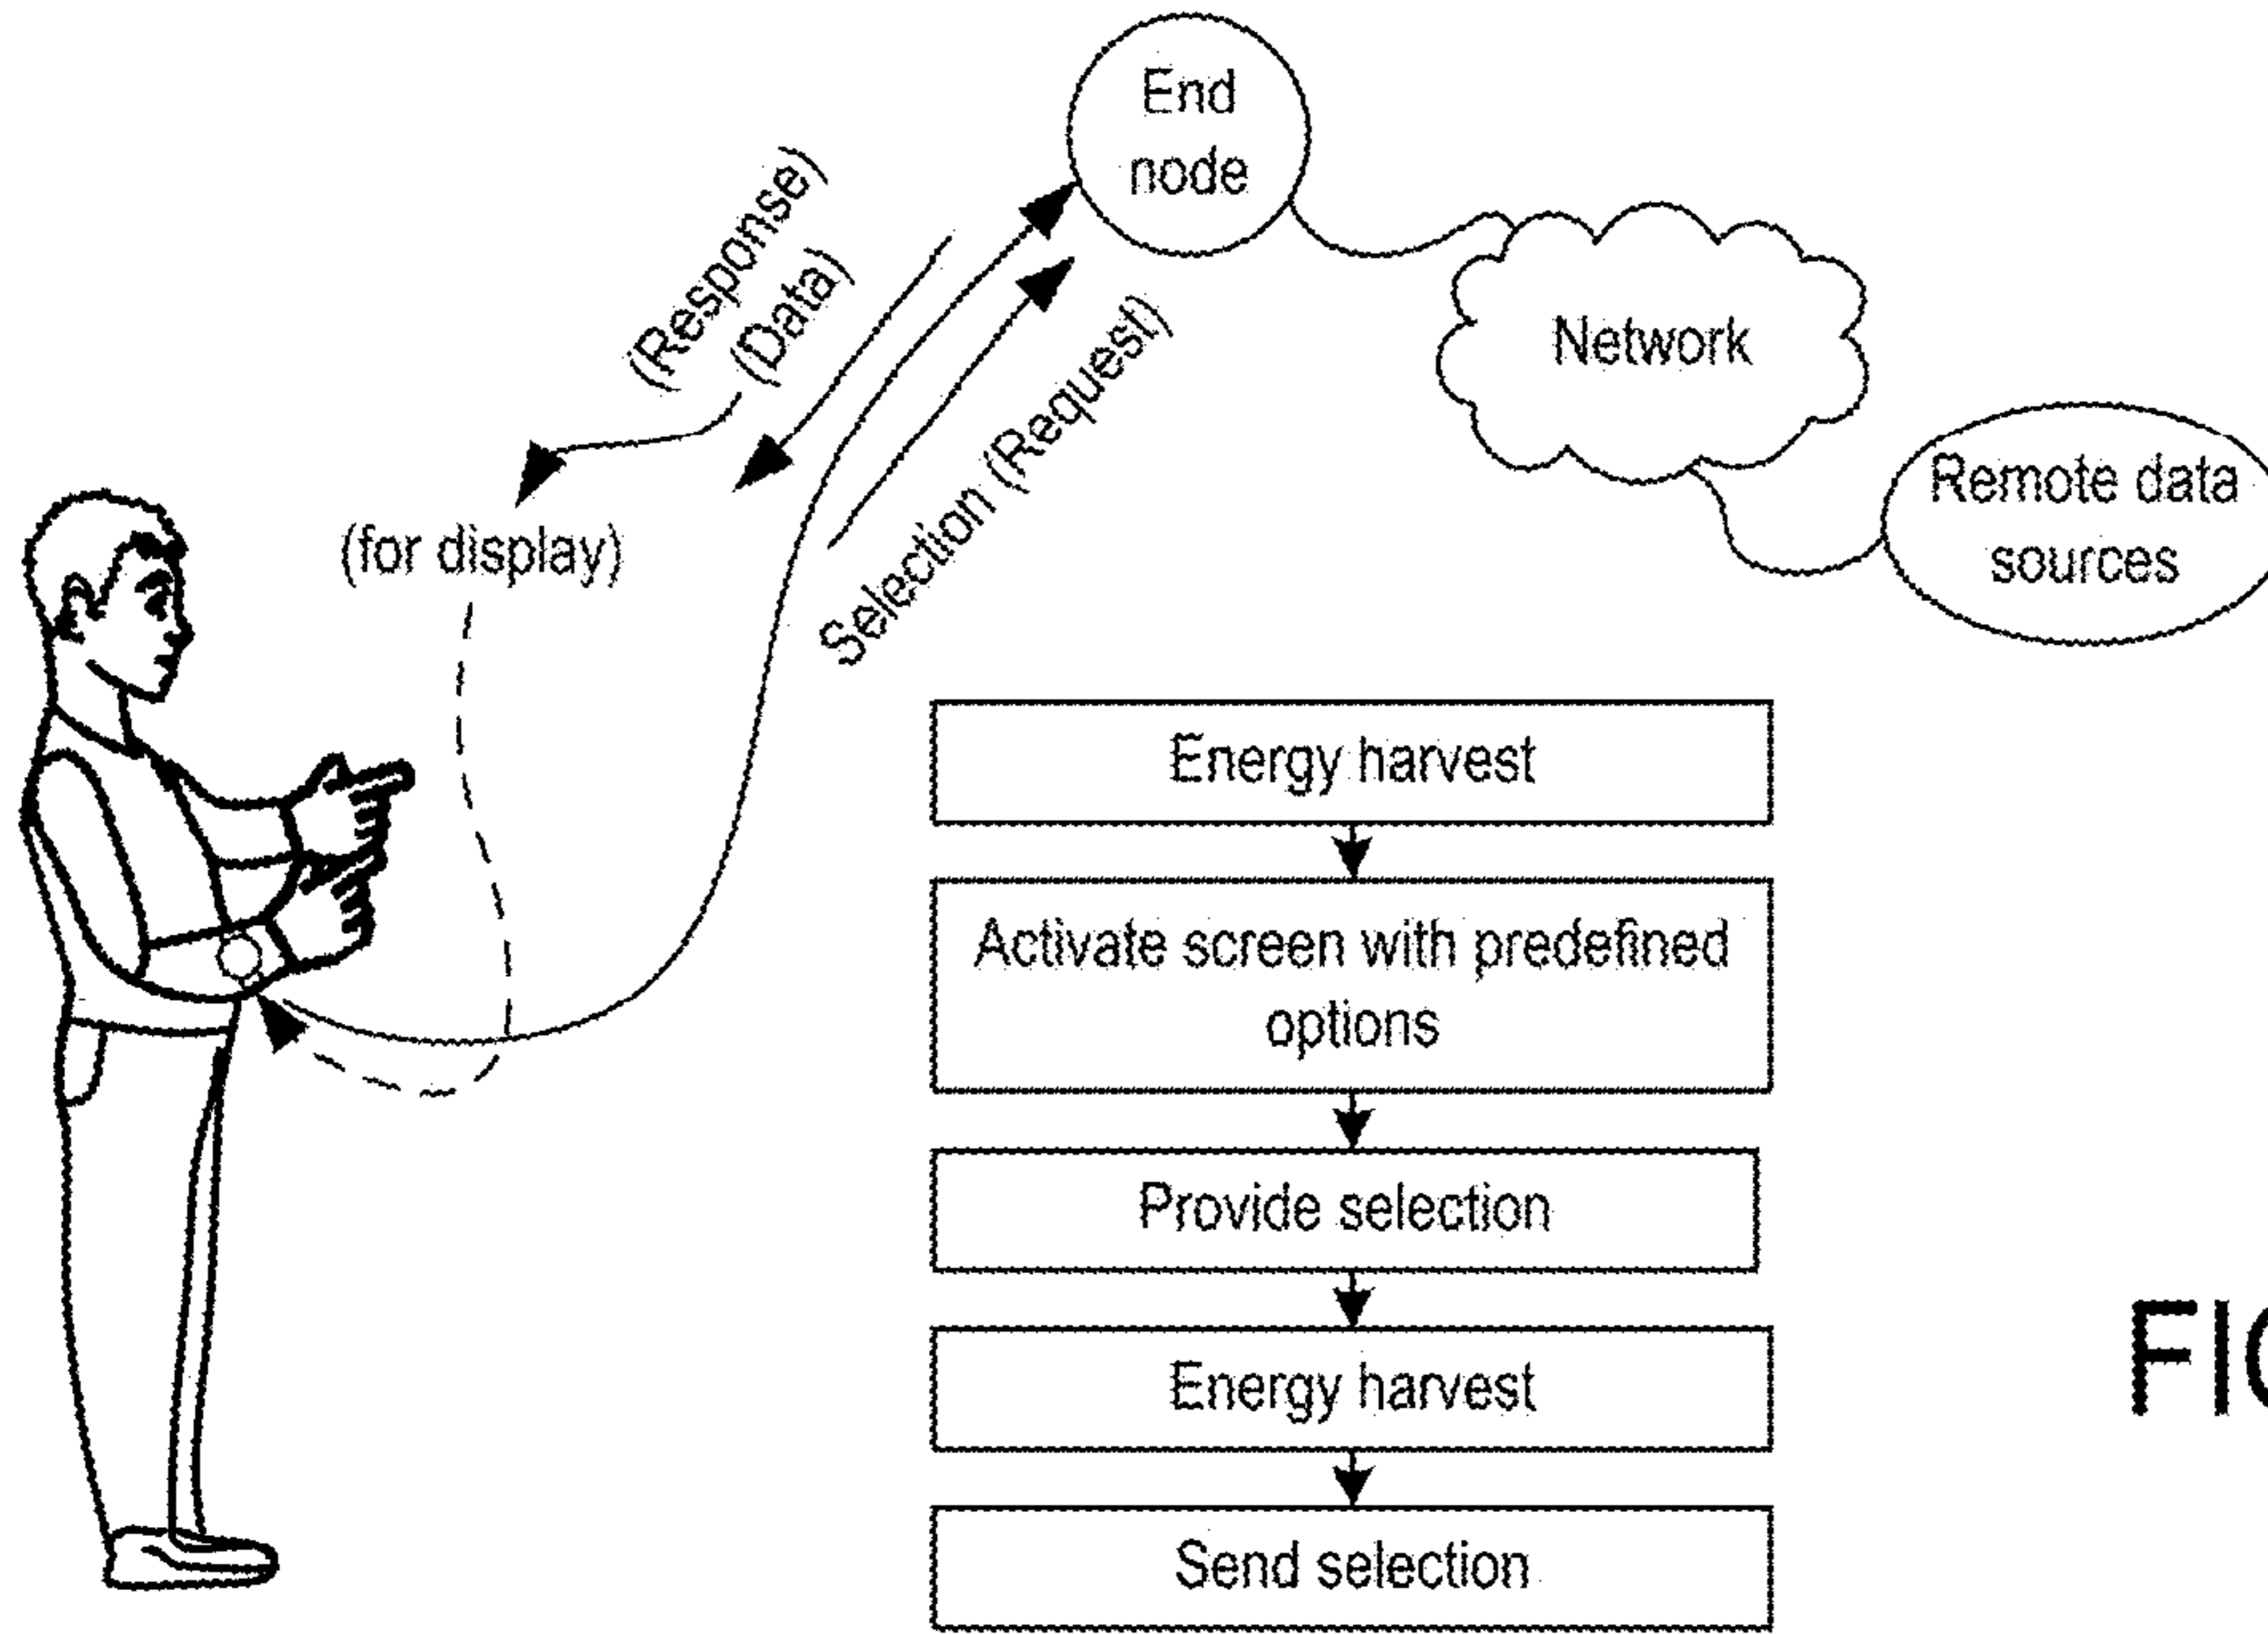 End
node
(Response)
(Data)
Selection (Request)
Network
Remote data
sources
(for display)
Energy harvest
Activate screen with predefined
options
Provide selection
Energy harvest
Send selection